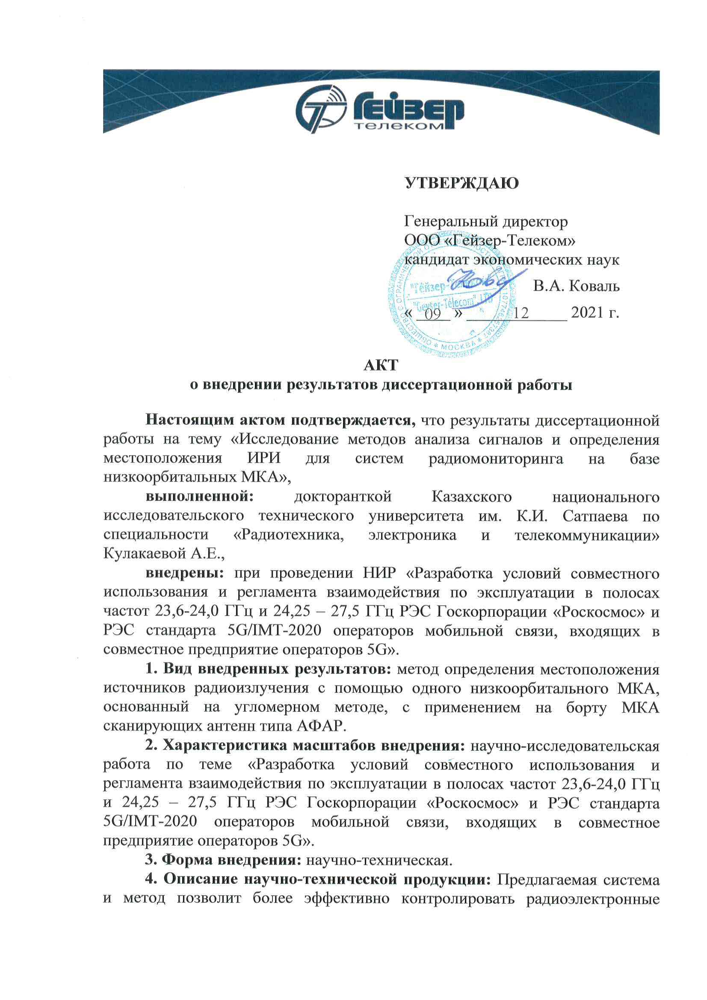 Гейзер
телеком
УТВЕРЖДАЮ
Генеральный директор
ООО «Гейзер-Телеком»
кандидат экономических наук
В.А. Коваль
« 09 » 12 2021 г.
"Гейзер-Телеком"
"Geyser-Telecom" LTD
ОБЩЕСТВО С ОГРАНИЧЕННОЙ ОТВЕТСТВЕННОСТЬЮ
* МОСКВА *
АКТ
о внедрении результатов диссертационной работы
Настоящим актом подтверждается, что результаты диссертационной
работы на тему «Исследование методов анализа сигналов и определения
местоположения ИРИ для систем радиомониторинга на базе
низкоорбитальных МКА»,
выполненной: докторанткой Казахского национального
исследовательского технического университета им. К.И. Сатпаева по
специальности «Радиотехника, электроника и телекоммуникации»
Кулакаевой А.Е.,
внедрены: при проведении НИР «Разработка условий совместного
использования и регламента взаимодействия по эксплуатации в полосах
частот 23,6-24,0 ГГц и 24,25 – 27,5 ГГц РЭС Госкорпорации «Роскосмос» и
РЭС стандарта 5G/IMT-2020 операторов мобильной связи, входящих в
совместное предприятие операторов 5G».
1. Вид внедренных результатов: метод определения местоположения
источников радиоизлучения с помощью одного низкоорбитального МКА,
основанный на угломерном методе, с применением на борту МКА
сканирующих антенн типа АФАР.
2. Характеристика масштабов внедрения: научно-исследовательская
работа по теме «Разработка условий совместного использования и
регламента взаимодействия по эксплуатации в полосах частот 23,6-24,0 ГГц
и 24,25 – 27,5 ГГц РЭС Госкорпорации «Роскосмос» и РЭС стандарта
5G/IMT-2020 операторов мобильной связи, входящих в совместное
предприятие операторов 5G».
3. Форма внедрения: научно-техническая.
4. Описание научно-технической продукции: Предлагаемая система
и метод позволит более эффективно контролировать радиоэлектронные